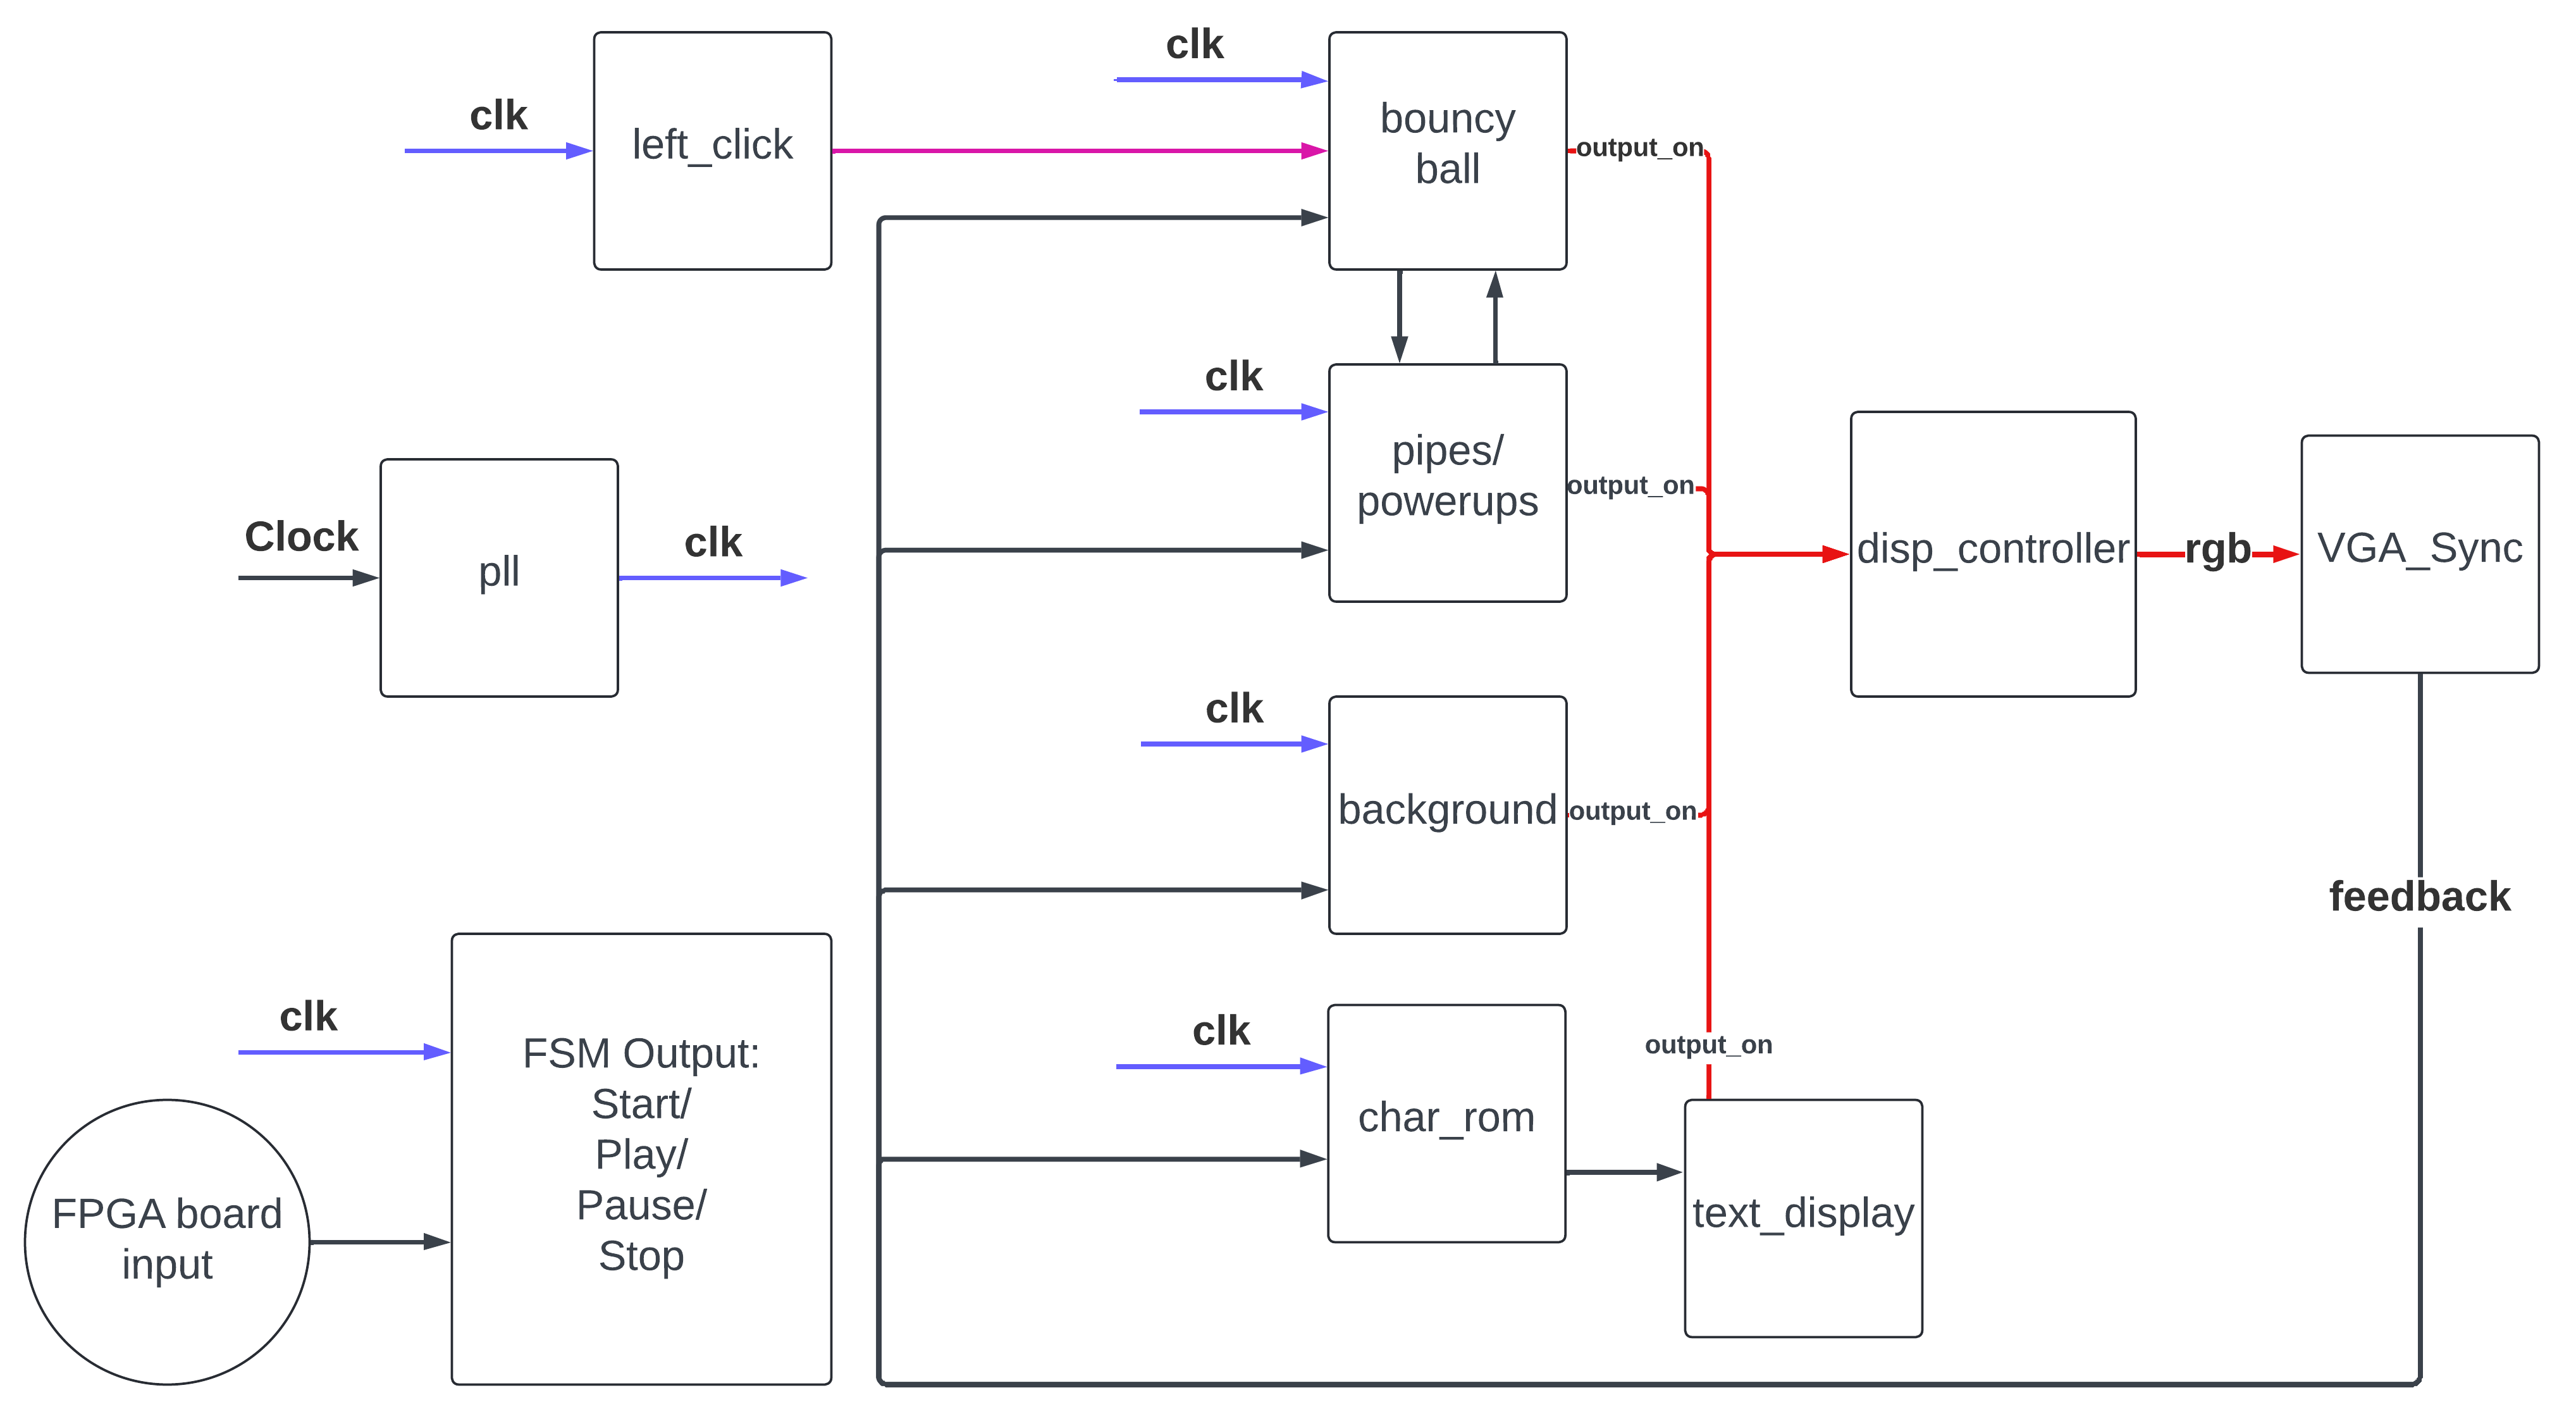 clk
left_click
clk
bouncy
ball
output_on
clk
pipes/
powerups
output_on
Clock
pll
clk
disp_controller
rgb
VGA_Sync
clk
background
output_on
feedback
clk
FSM Output:
Start/
Play/
Pause/
Stop
FPGA board
input
clk
char_rom
output_on
text_display